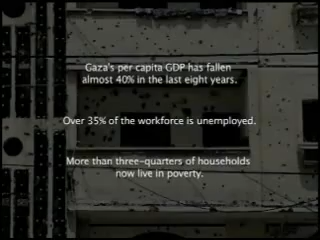 Gaza's per capita GDP has fallen
almost 40% in the last eight years.
Over 35% of the workforce is unemployed.
More than three-quarters of households
now live in poverty.